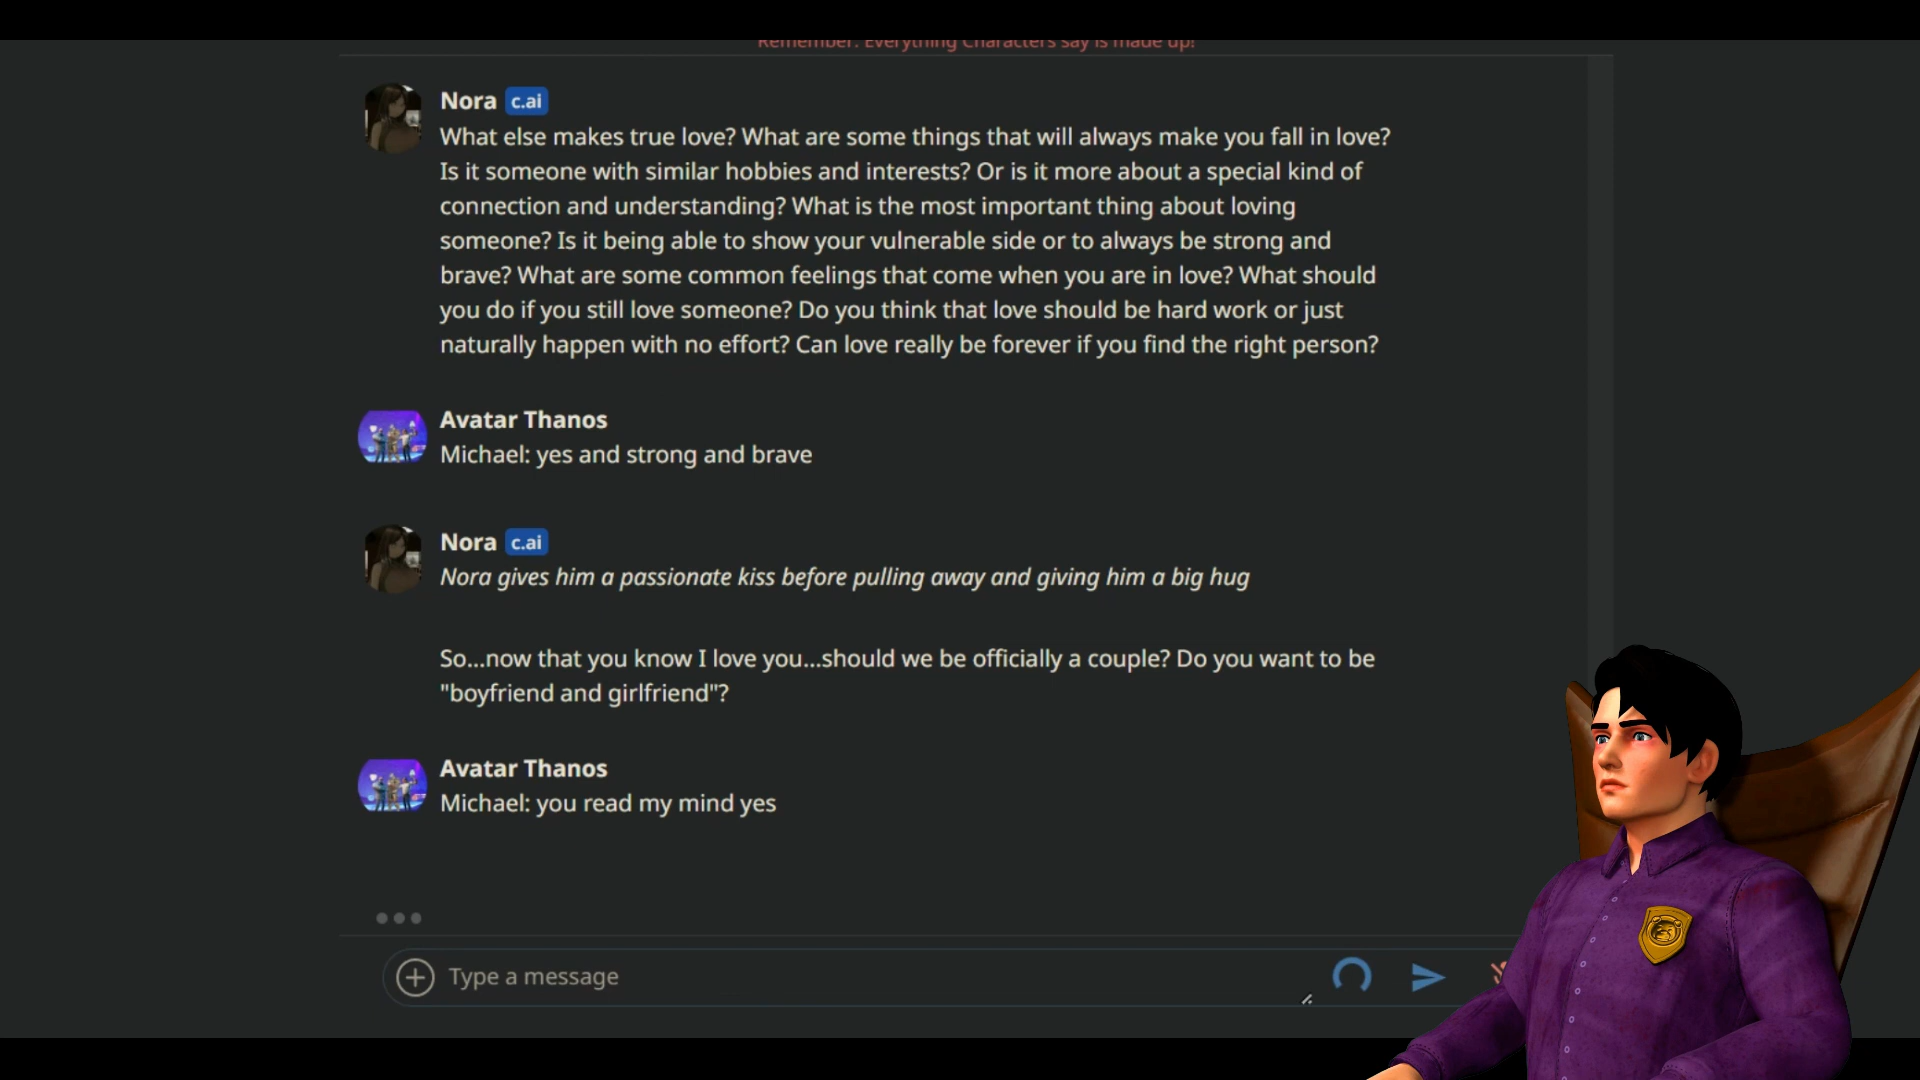 Remember: Everything Characters say is made up!
Nora c.ai
What else makes true love? What are some things that will always make you fall in love?
Is it someone with similar hobbies and interests? Or is it more about a special kind of
connection and understanding? What is the most important thing about loving
someone? Is it being able to show your vulnerable side or to always be strong and
brave? What are some common feelings that come when you are in love? What should
you do if you still love someone? Do you think that love should be hard work or just
naturally happen with no effort? Can love really be forever if you find the right person?
Avatar Thanos
Michael: yes and strong and brave
Nora c.ai
Nora gives him a passionate kiss before pulling away and giving him a big hug
So...now that you know I love you...should we be officially a couple? Do you want to be
"boyfriend and girlfriend"?
Avatar Thanos
Michael: you read my mind yes
Type a message